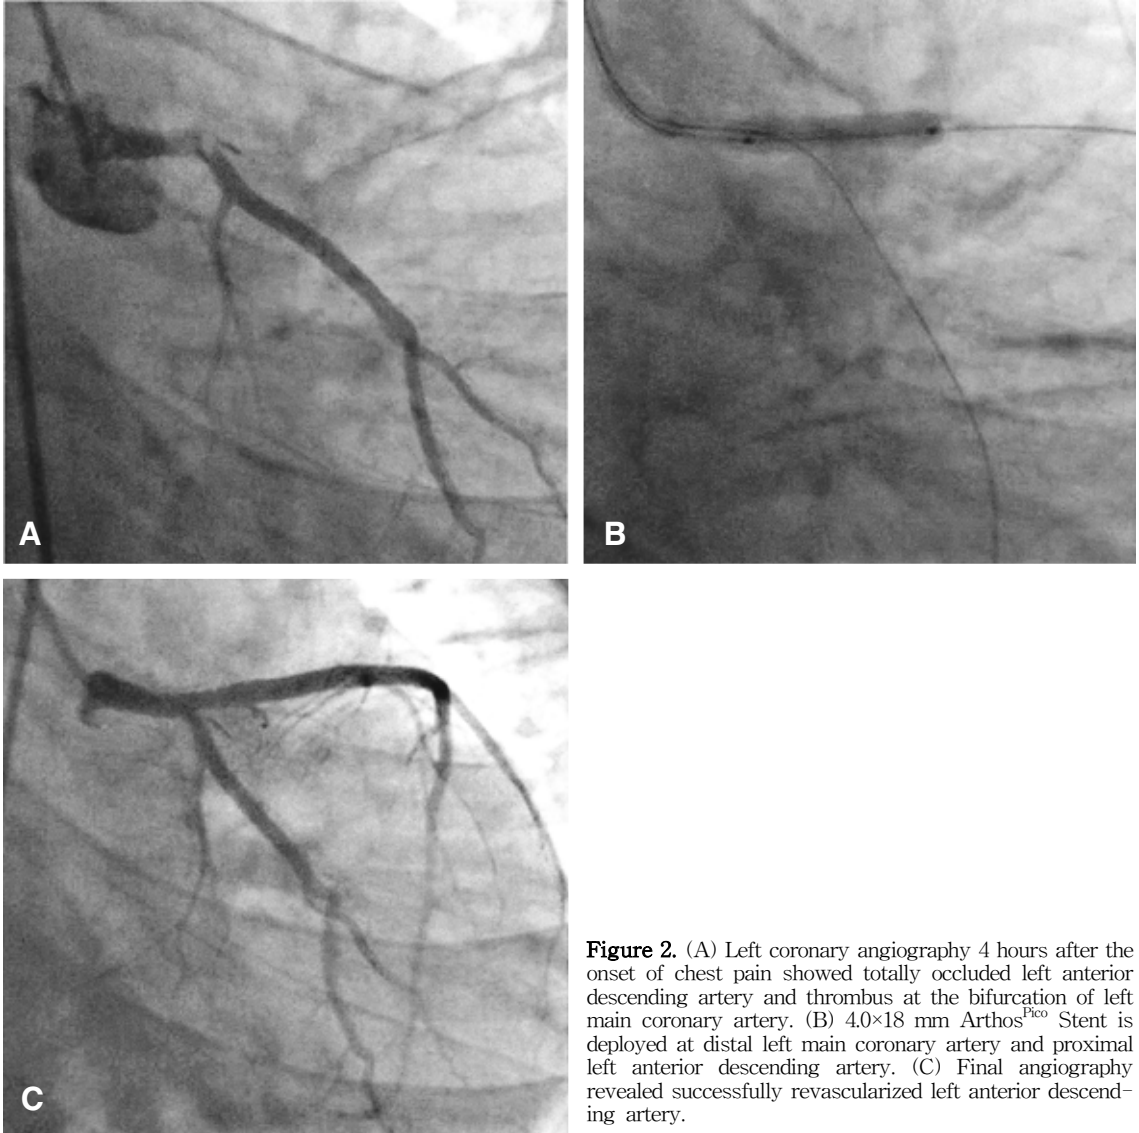 A
B
C
Figure 2. (A) Left coronary angiography 4 hours after the
onset of chest pain showed totally occluded left anterior
descending artery and thrombus at the bifurcation of left
main coronary artery. (B) 4.0×18 mm Arthos^Pico Stent is
deployed at distal left main coronary artery and proximal
left anterior descending artery. (C) Final angiography
revealed successfully revascularized left anterior descend-
ing artery.